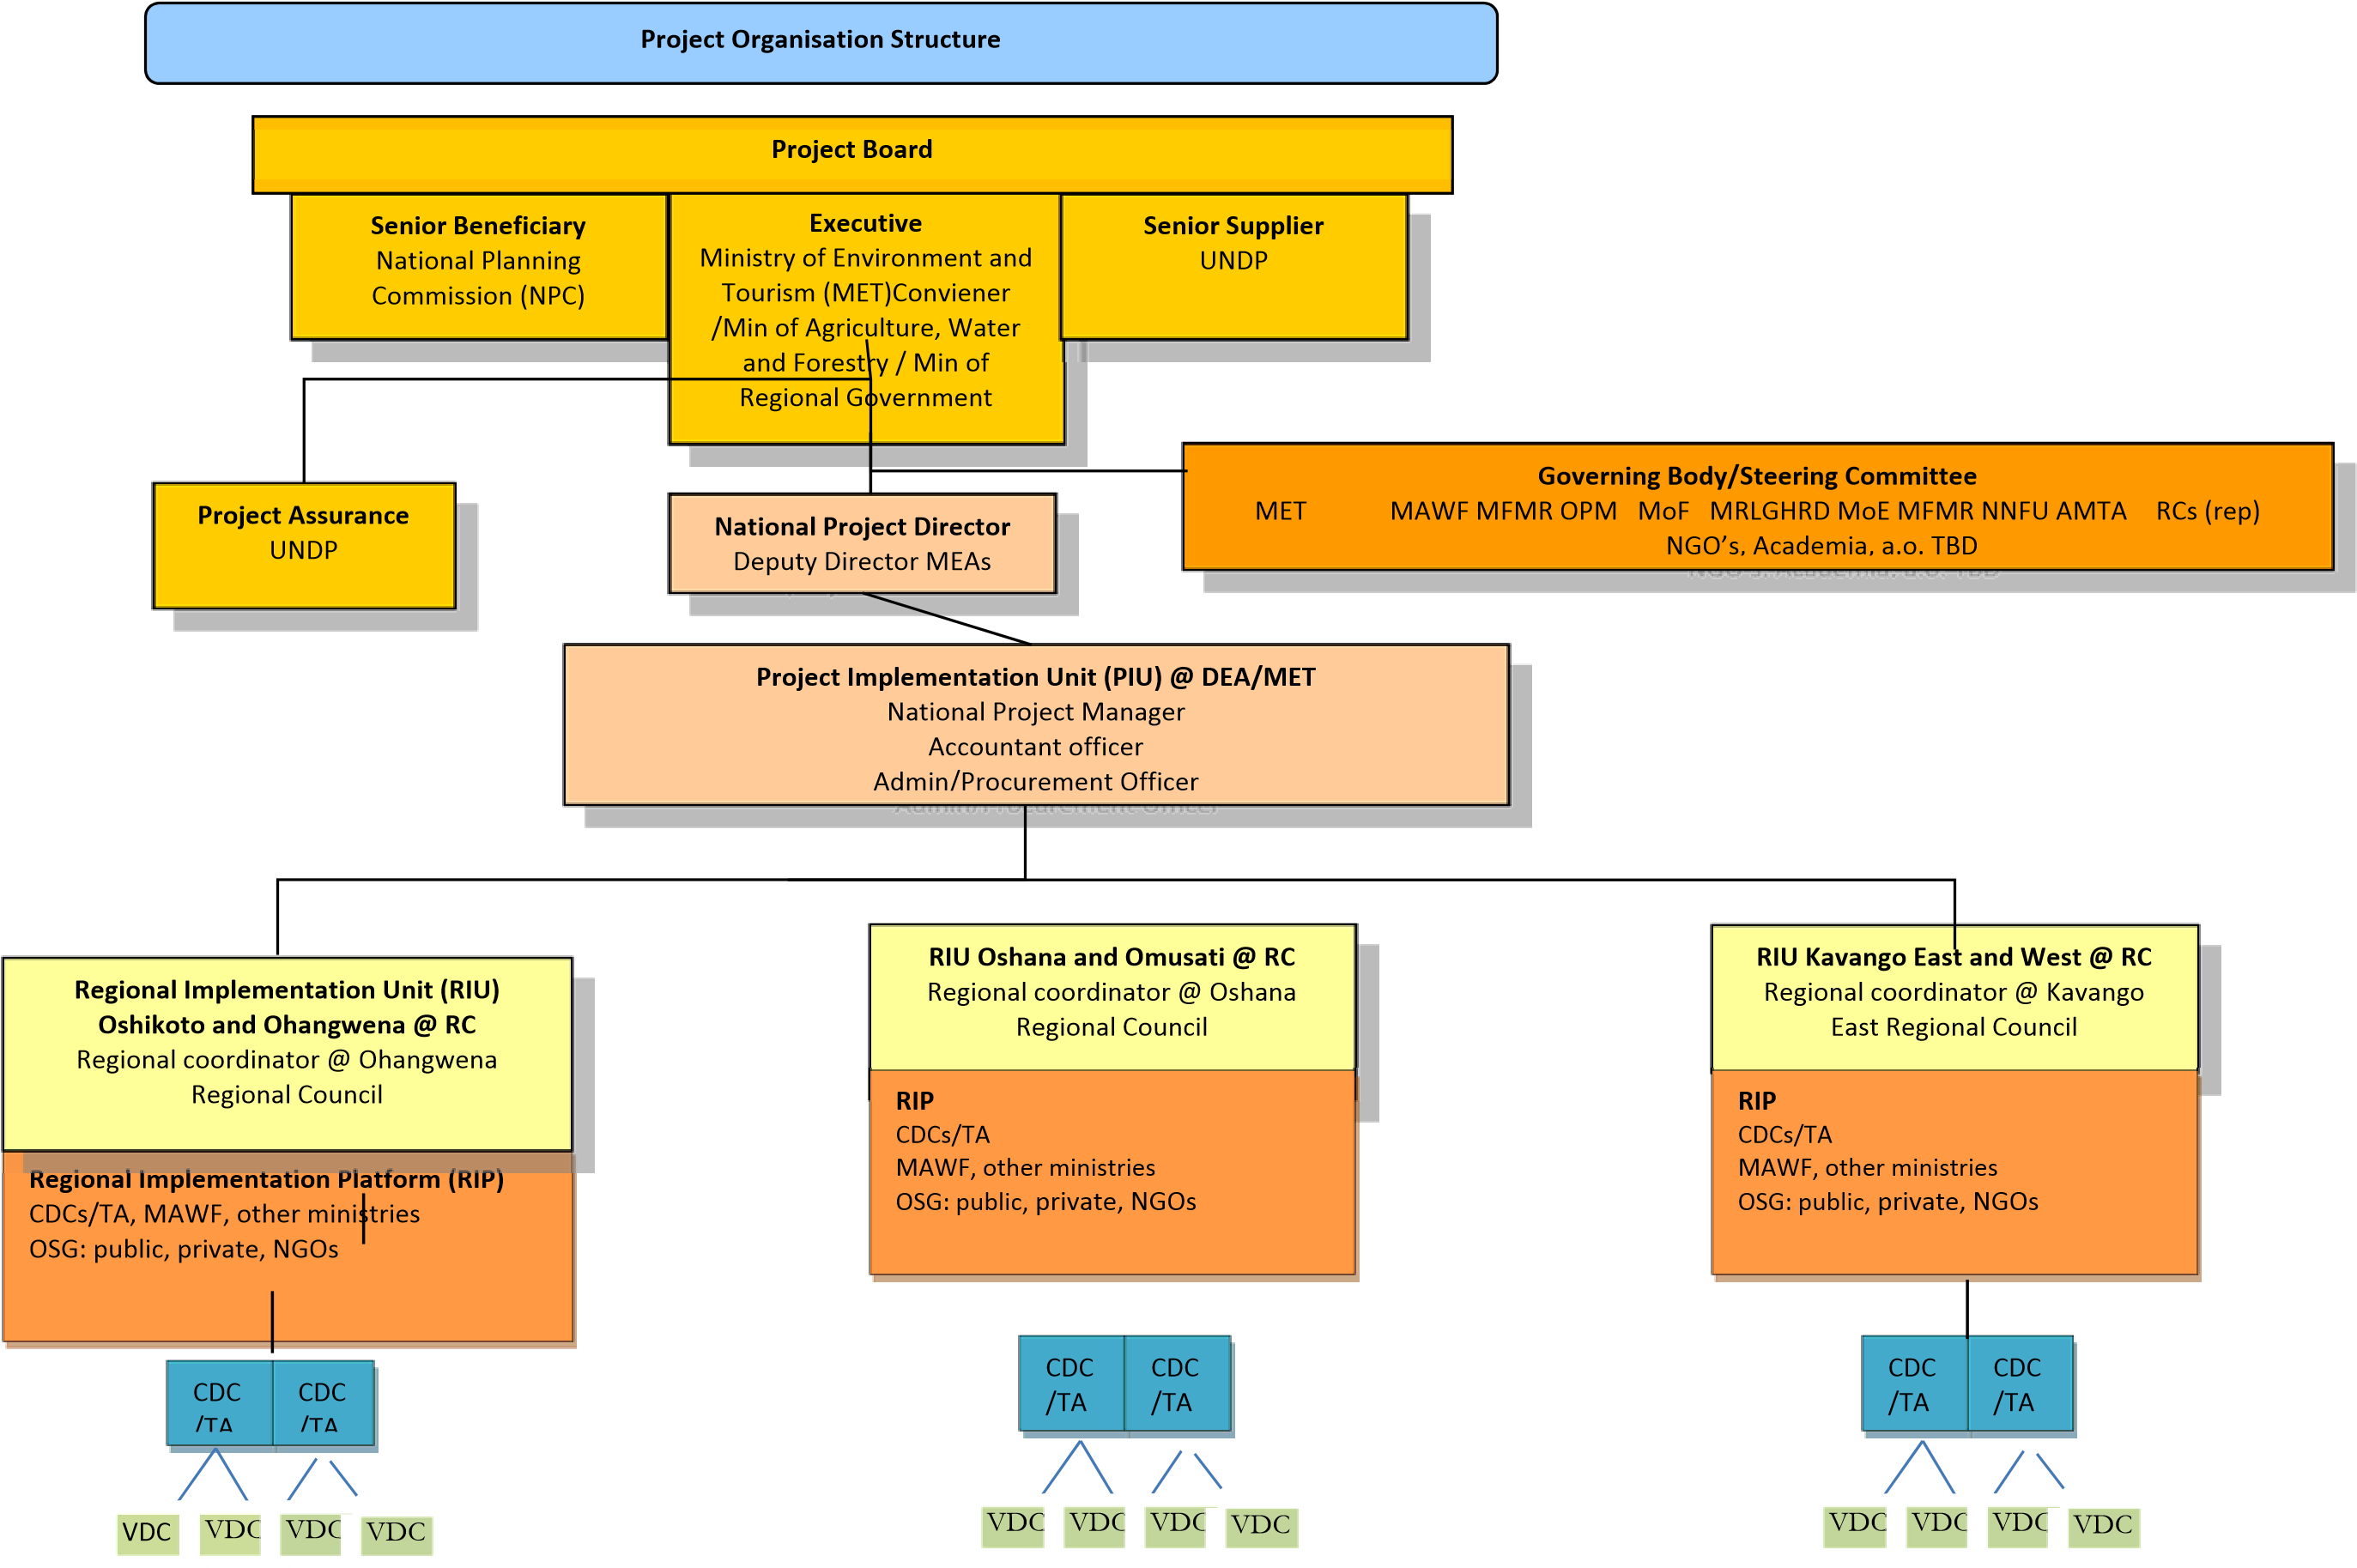 Project Organisation Structure
Project Board
Senior Beneficiary
National Planning
Commission (NPC)
Executive
Ministry of Environment and
Tourism (MET)Conviener
/Min of Agriculture, Water
and Forestry / Min of
Regional Government
Senior Supplier
UNDP
Project Assurance
UNDP
National Project Director
Deputy Director MEAs
Governing Body/Steering Committee
MET MAWF MFMR OPM MoF MRLGHRD MoE MFMR NNFU AMTA RCs (rep)
NGO's, Academia, a.o. TBD
Project Implementation Unit (PIU) @ DEA/MET
National Project Manager
Accountant officer
Admin/Procurement Officer
Regional Implementation Unit (RIU)
Oshikoto and Ohangwena @ RC
Regional coordinator @ Ohangwena
Regional Council
Regional Implementation Platform (RIP)
CDCs/TA, MAWF, other ministries
OSG: public, private, NGOs
RIU Oshana and Omusati @ RC
Regional coordinator @ Oshana
Regional Council
RIP
CDCs/TA
MAWF, other ministries
OSG: public, private, NGOs
RIU Kavango East and West @ RC
Regional coordinator @ Kavango
East Regional Council
RIP
CDCs/TA
MAWF, other ministries
OSG: public, private, NGOs
CDC
/TA
CDC
/TA
CDC
/TA
CDC
/TA
CDC
/TA
CDC
/TA
VDC
VDC
VDC
VDC
VDC
VDC
VDC
VDC
VDC
VDC
VDC
VDC